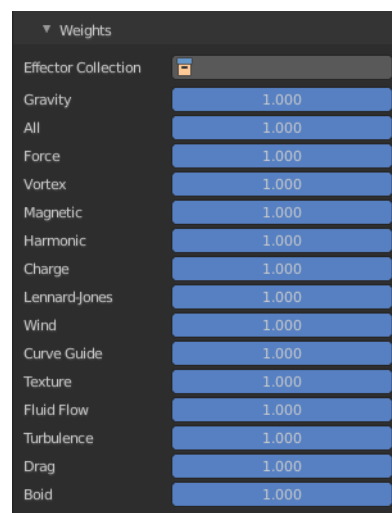 Weights
Effector Collection
Gravity 1.000
All 1.000
Force 1.000
Vortex 1.000
Magnetic 1.000
Harmonic 1.000
Charge 1.000
Lennard-Jones 1.000
Wind 1.000
Curve Guide 1.000
Texture 1.000
Fluid Flow 1.000
Turbulence 1.000
Drag 1.000
Boid 1.000